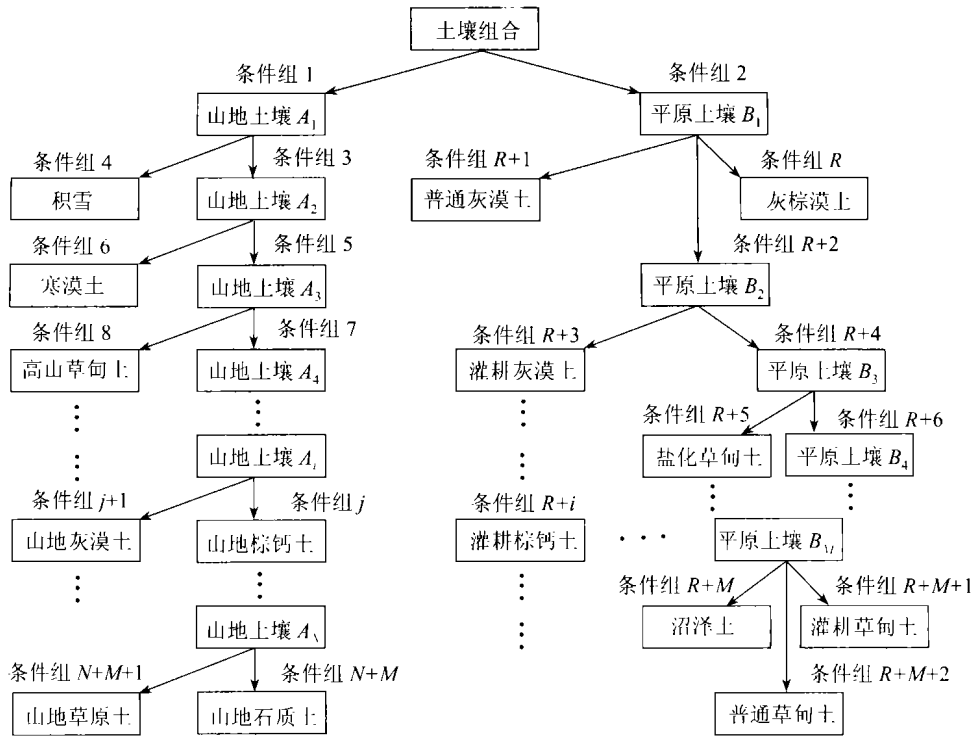 土壤组合
条件组 1
条件组 2
山地土壤 A₁
平原土壤 B₁
条件组 4
条件组 3
条件组 R+1
条件组 R
积雪
山地土壤 A₂
普通灰漠土
灰棕漠土
条件组 6
条件组 5
条件组 R+2
寒漠土
山地土壤 A₃
平原土壤 B₂
条件组 8
条件组 7
条件组 R+3
条件组 R+4
高山草甸土
山地土壤 A₄
灌耕灰漠土
平原土壤 B₃
条件组 R+5
条件组 R+6
山地土壤 Aᵢ
盐化草甸土
平原土壤 B₄
条件组 j+1
条件组 j
条件组 R+i
山地灰漠土
山地棕钙土
灌耕棕钙土
平原土壤 B_M
条件组 R+M
条件组 R+M+1
山地土壤 A_N
沼泽土
灌耕草甸土
条件组 N+M+1
条件组 N+M
条件组 R+M+2
山地草原土
山地石质土
普通草甸土